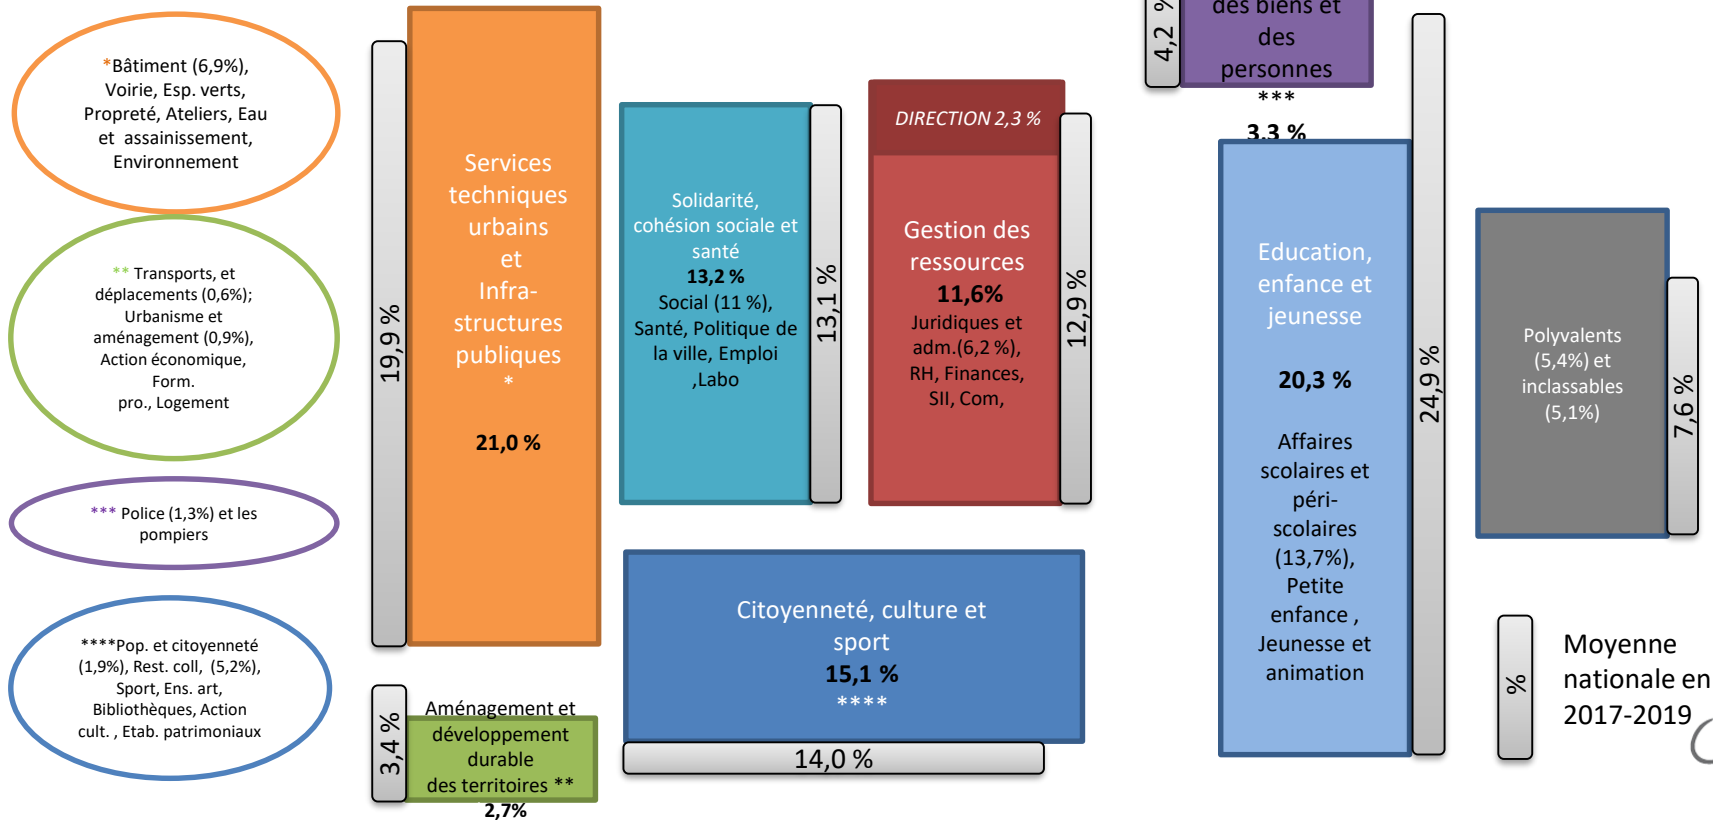 *Bâtiment (6,9%),
Voirie, Esp. verts,
Propreté, Ateliers, Eau
et assainissement,
Environnement
** Transports, et
déplacements (0,6%);
Urbanisme et
aménagement (0,9%),
Action économique,
Form.
pro., Logement
*** Police (1,3%) et les
pompiers
****Pop. et citoyenneté
(1,9%), Rest. coll, (5,2%),
Sport, Ens. art,
Bibliothèques, Action
cult. , Etab. patrimoniaux
19,9 %
Services
techniques
urbains
et
Infra-
structures
publiques
*
21,0 %
3,4 %
Aménagement et
développement
durable
des territoires **
2,7%
Solidarité,
cohésion sociale et
santé
13,2 %
Social (11 %),
Santé, Politique de
la ville, Emploi
,Labo
13,1 %
DIRECTION 2,3 %
Gestion des
ressources
11,6%
Juridiques et
adm.(6,2 %),
RH, Finances,
SII, Com,
12,9 %
Citoyenneté, culture et
sport
15,1 %
****
14,0 %
4,2 %
des biens et
des
personnes
***
3,3 %
Education,
enfance et
jeunesse
20,3 %
Affaires
scolaires et
péri-
scolaires
(13,7%),
Petite
enfance ,
Jeunesse et
animation
24,9 %
Polyvalents
(5,4%) et
inclassables
(5,1%)
7,6 %
%
Moyenne
nationale en
2017-2019